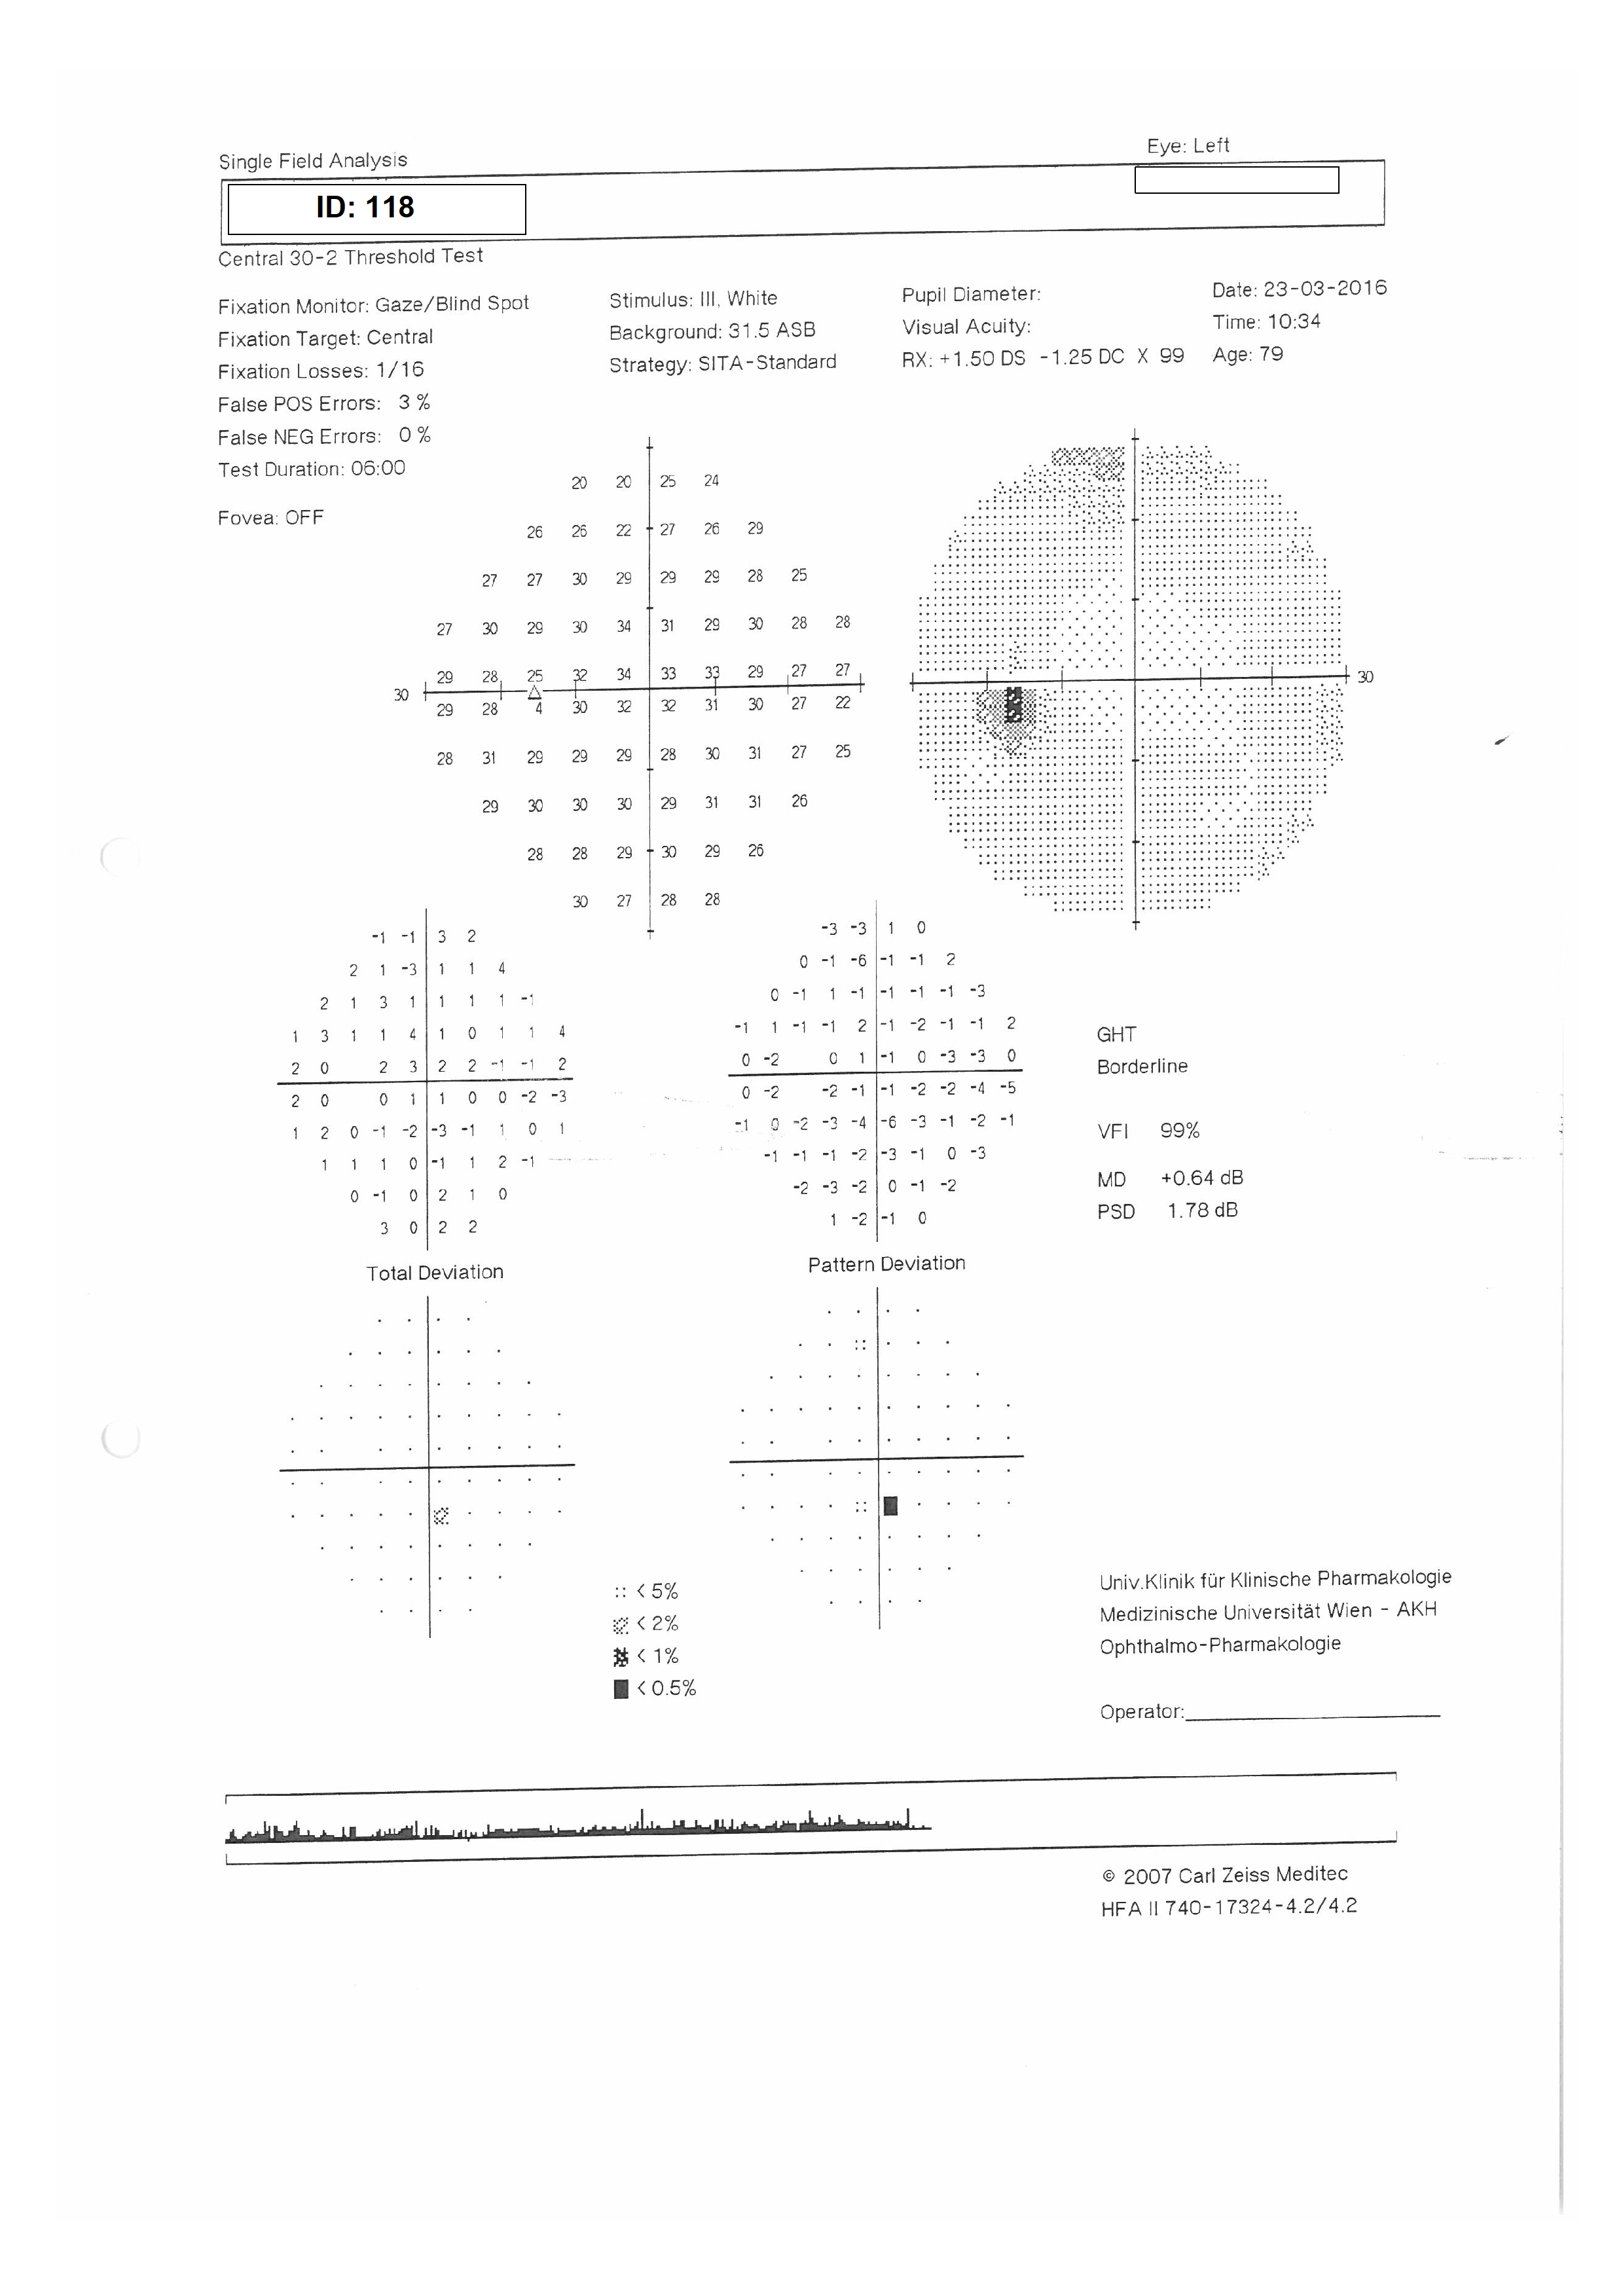 Single Field Analysis
Eye: Left
ID: 118
Central 30-2 Threshold Test
Fixation Monitor: Gaze/Blind Spot
Fixation Target: Central
Fixation Losses: 1/16
False POS Errors: 3 %
False NEG Errors: 0 %
Test Duration: 06:00
Fovea: OFF
Stimulus: III, White
Background: 31.5 ASB
Strategy: SITA-Standard
Pupil Diameter:
Visual Acuity:
RX: +1.50 DS -1.25 DC X 99
Date: 23-03-2016
Time: 10:34
Age: 79
20 20 25 24
26 26 22 27 26 29
27 27 30 29 29 29 28 25
27 30 29 30 34 31 29 30 28 28
29 28 25 32 34 33 33 29 27 27
30
29 28 4 30 32 32 31 30 27 22
28 31 29 29 29 28 30 31 27 25
29 30 30 30 29 31 31 26
28 28 29 30 29 26
30 27 28 28
30
-1 -1 3 2
2 1 -3 1 1 4
2 1 3 1 1 1 1 -1
1 3 1 1 4 1 0 1 1 4
2 0 2 3 2 2 -1 -1 2
2 0 0 1 1 0 0 -2 -3
1 2 0 -1 -2 -3 -1 1 0 1
1 1 1 0 -1 1 2 -1
0 -1 0 2 1 0
3 0 2 2
Total Deviation
-3 -3 1 0
0 -1 -6 -1 -1 2
0 -1 1 -1 -1 -1 -1 -3
-1 1 -1 -1 2 -1 -2 -1 -1 2
0 -2 0 1 -1 0 -3 -3 0
0 -2 -2 -1 -1 -2 -2 -4 -5
-1 0 -2 -3 -4 -6 -3 -1 -2 -1
-1 -1 -1 -2 -3 -1 0 -3
-2 -3 -2 0 -1 -2
1 -2 -1 0
Pattern Deviation
GHT
Borderline
VFI 99%
MD +0.64 dB
PSD 1.78 dB
< 5%
< 2%
< 1%
< 0.5%
Univ.Klinik für Klinische Pharmakologie
Medizinische Universität Wien - AKH
Ophthalmo-Pharmakologie
Operator:
© 2007 Carl Zeiss Meditec
HFA II 740-17324-4.2/4.2